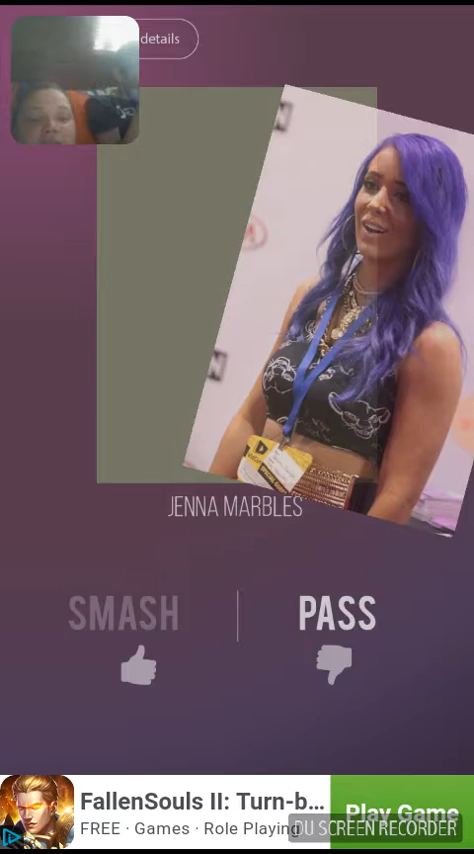 details
JENNA MARBLES
SMASH
PASS
FallenSouls II: Turn-b...
FREE · Games · Role Playing
Play Game
DU SCREEN RECORDER